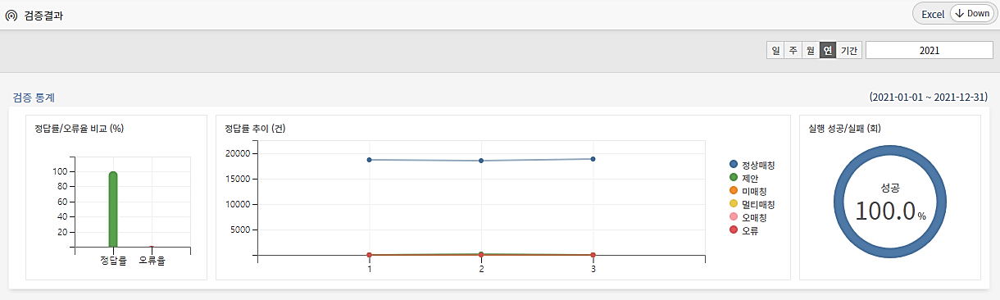 검증결과
Excel
Down
일 주 월 연 기간
2021
검증 통계
(2021-01-01 ~ 2021-12-31)
정답률/오류율 비교 (%)
100
80
60
40
20
정답률 오류율
정답률 추이 (건)
20000
15000
10000
5000
1 2 3
정상매칭
제안
미매칭
멀티매칭
오매칭
오류
실행 성공/실패 (회)
성공
100.0%